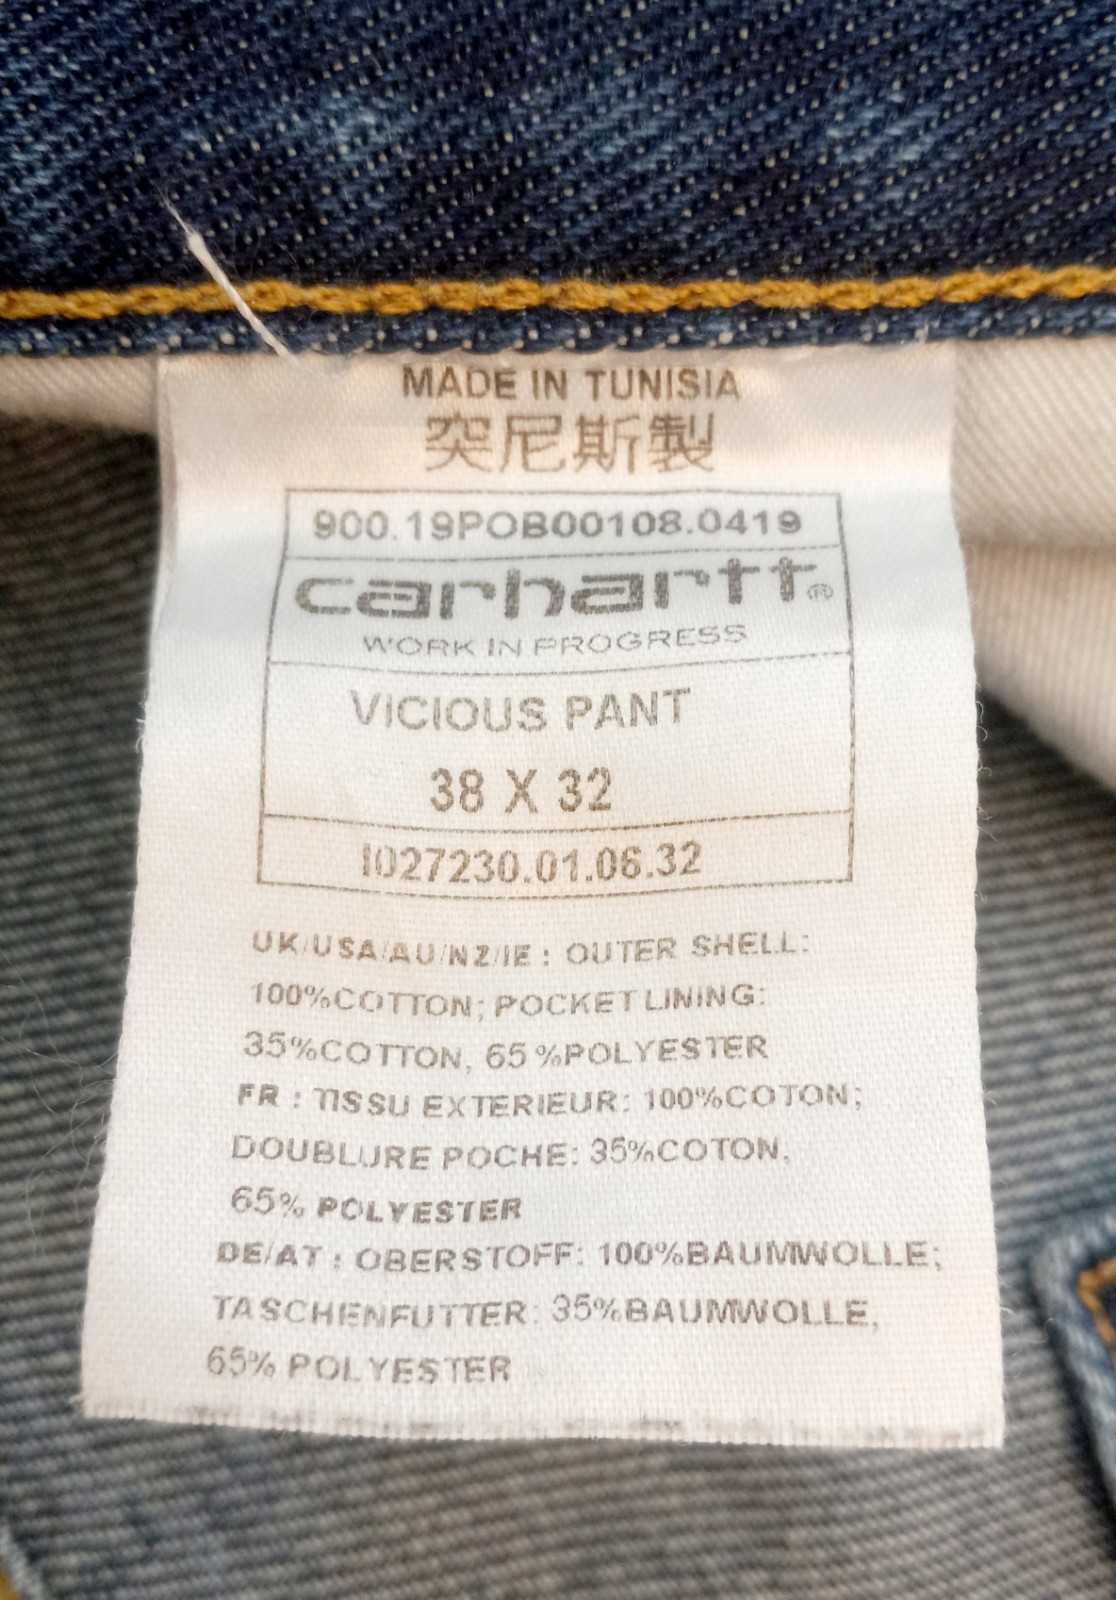 MADE IN TUNISIA
突尼斯製
900.19POB00108.0419
carhartt®
WORK IN PROGRESS
VICIOUS PANT
38 X 32
I027230.01.06.32
UK/USA/AU/NZ/IE : OUTER SHELL:
100%COTTON; POCKET LINING:
35%COTTON, 65%POLYESTER
FR : TISSU EXTERIEUR: 100%COTON;
DOUBLURE POCHE: 35%COTON,
65% POLYESTER
DE/AT : OBERSTOFF: 100%BAUMWOLLE;
TASCHENFUTTER: 35%BAUMWOLLE,
65% POLYESTER